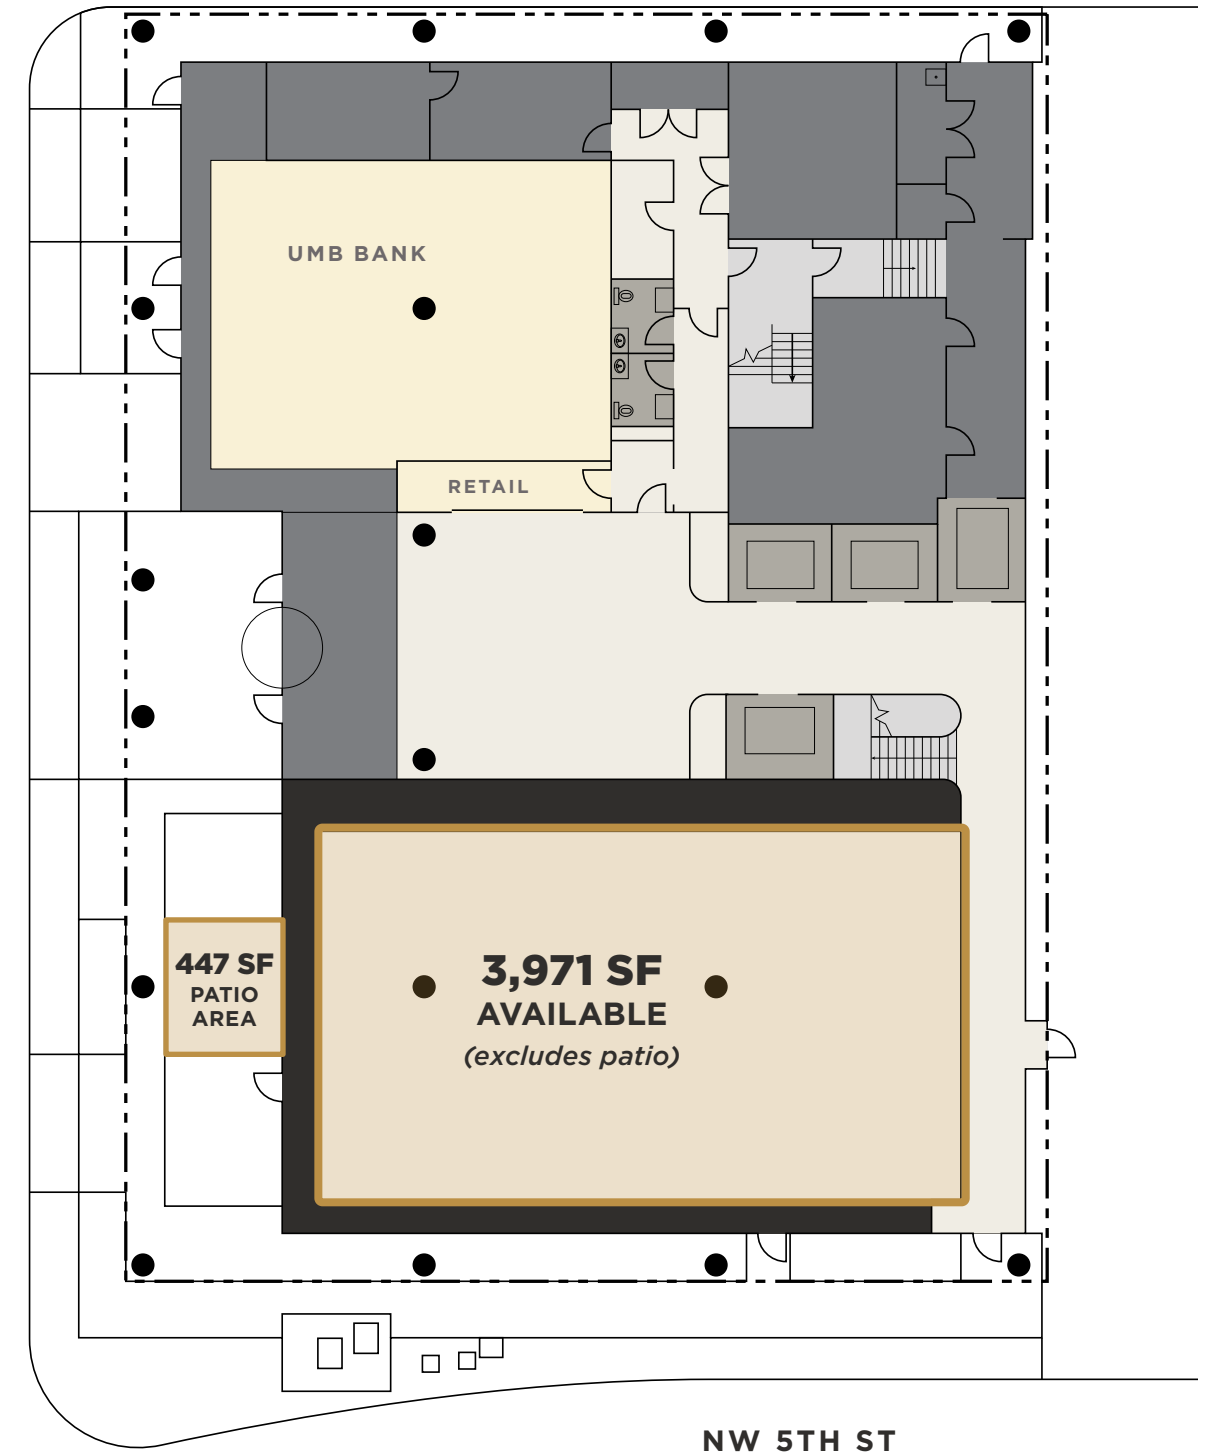 UMB BANK
RETAIL
447 SF
PATIO
AREA
3,971 SF
AVAILABLE
(excludes patio)
NW 5TH ST